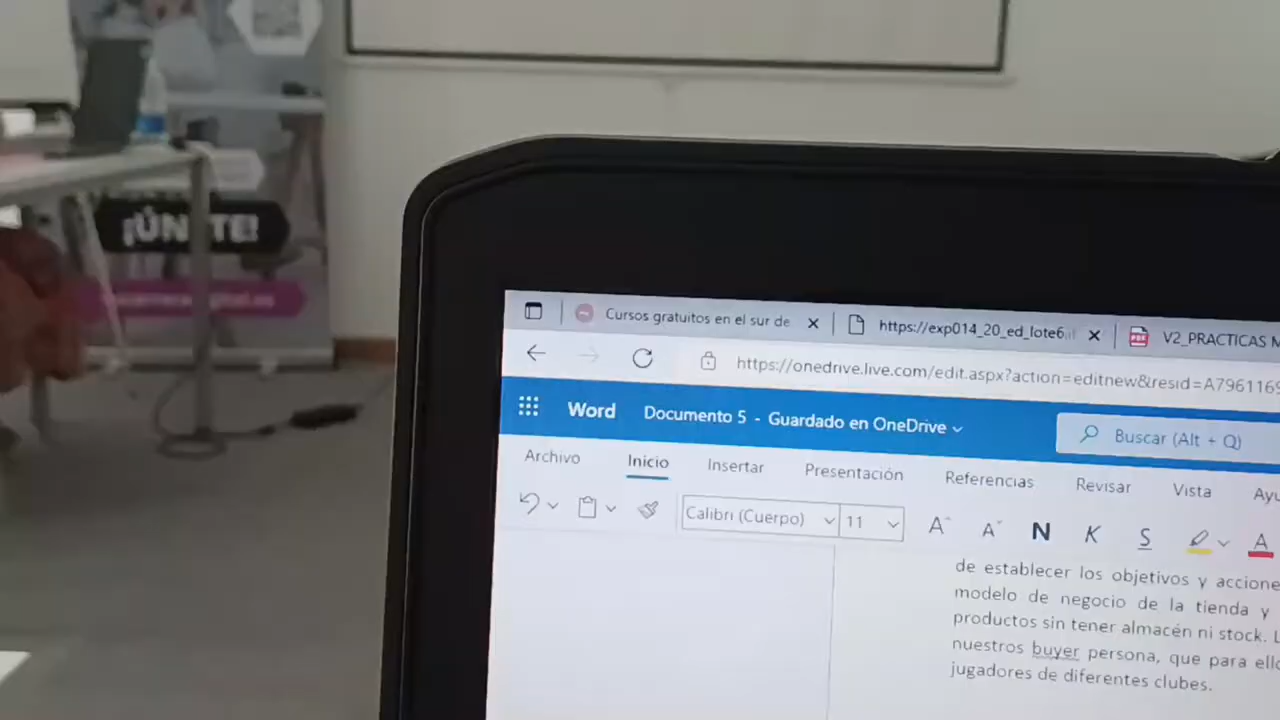 ¡ÚNETE!
Cursos gratuitos en el sur de
https://exp014_20_ed_lote6
V2_PRACTICAS M
https://onedrive.live.com/edit.aspx?action=editnew&resid=A7961169
Word
Documento 5 - Guardado en OneDrive
Buscar (Alt + Q)
Archivo
Inicio
Insertar
Presentación
Referencias
Revisar
Vista
Ayu
Calibri (Cuerpo)
11
A
A
N
K
S
A
de establecer los objetivos y accione
modelo de negocio de la tienda y
productos sin tener almacén ni stock. L
nuestros buyer persona, que para ello
jugadores de diferentes clubes.